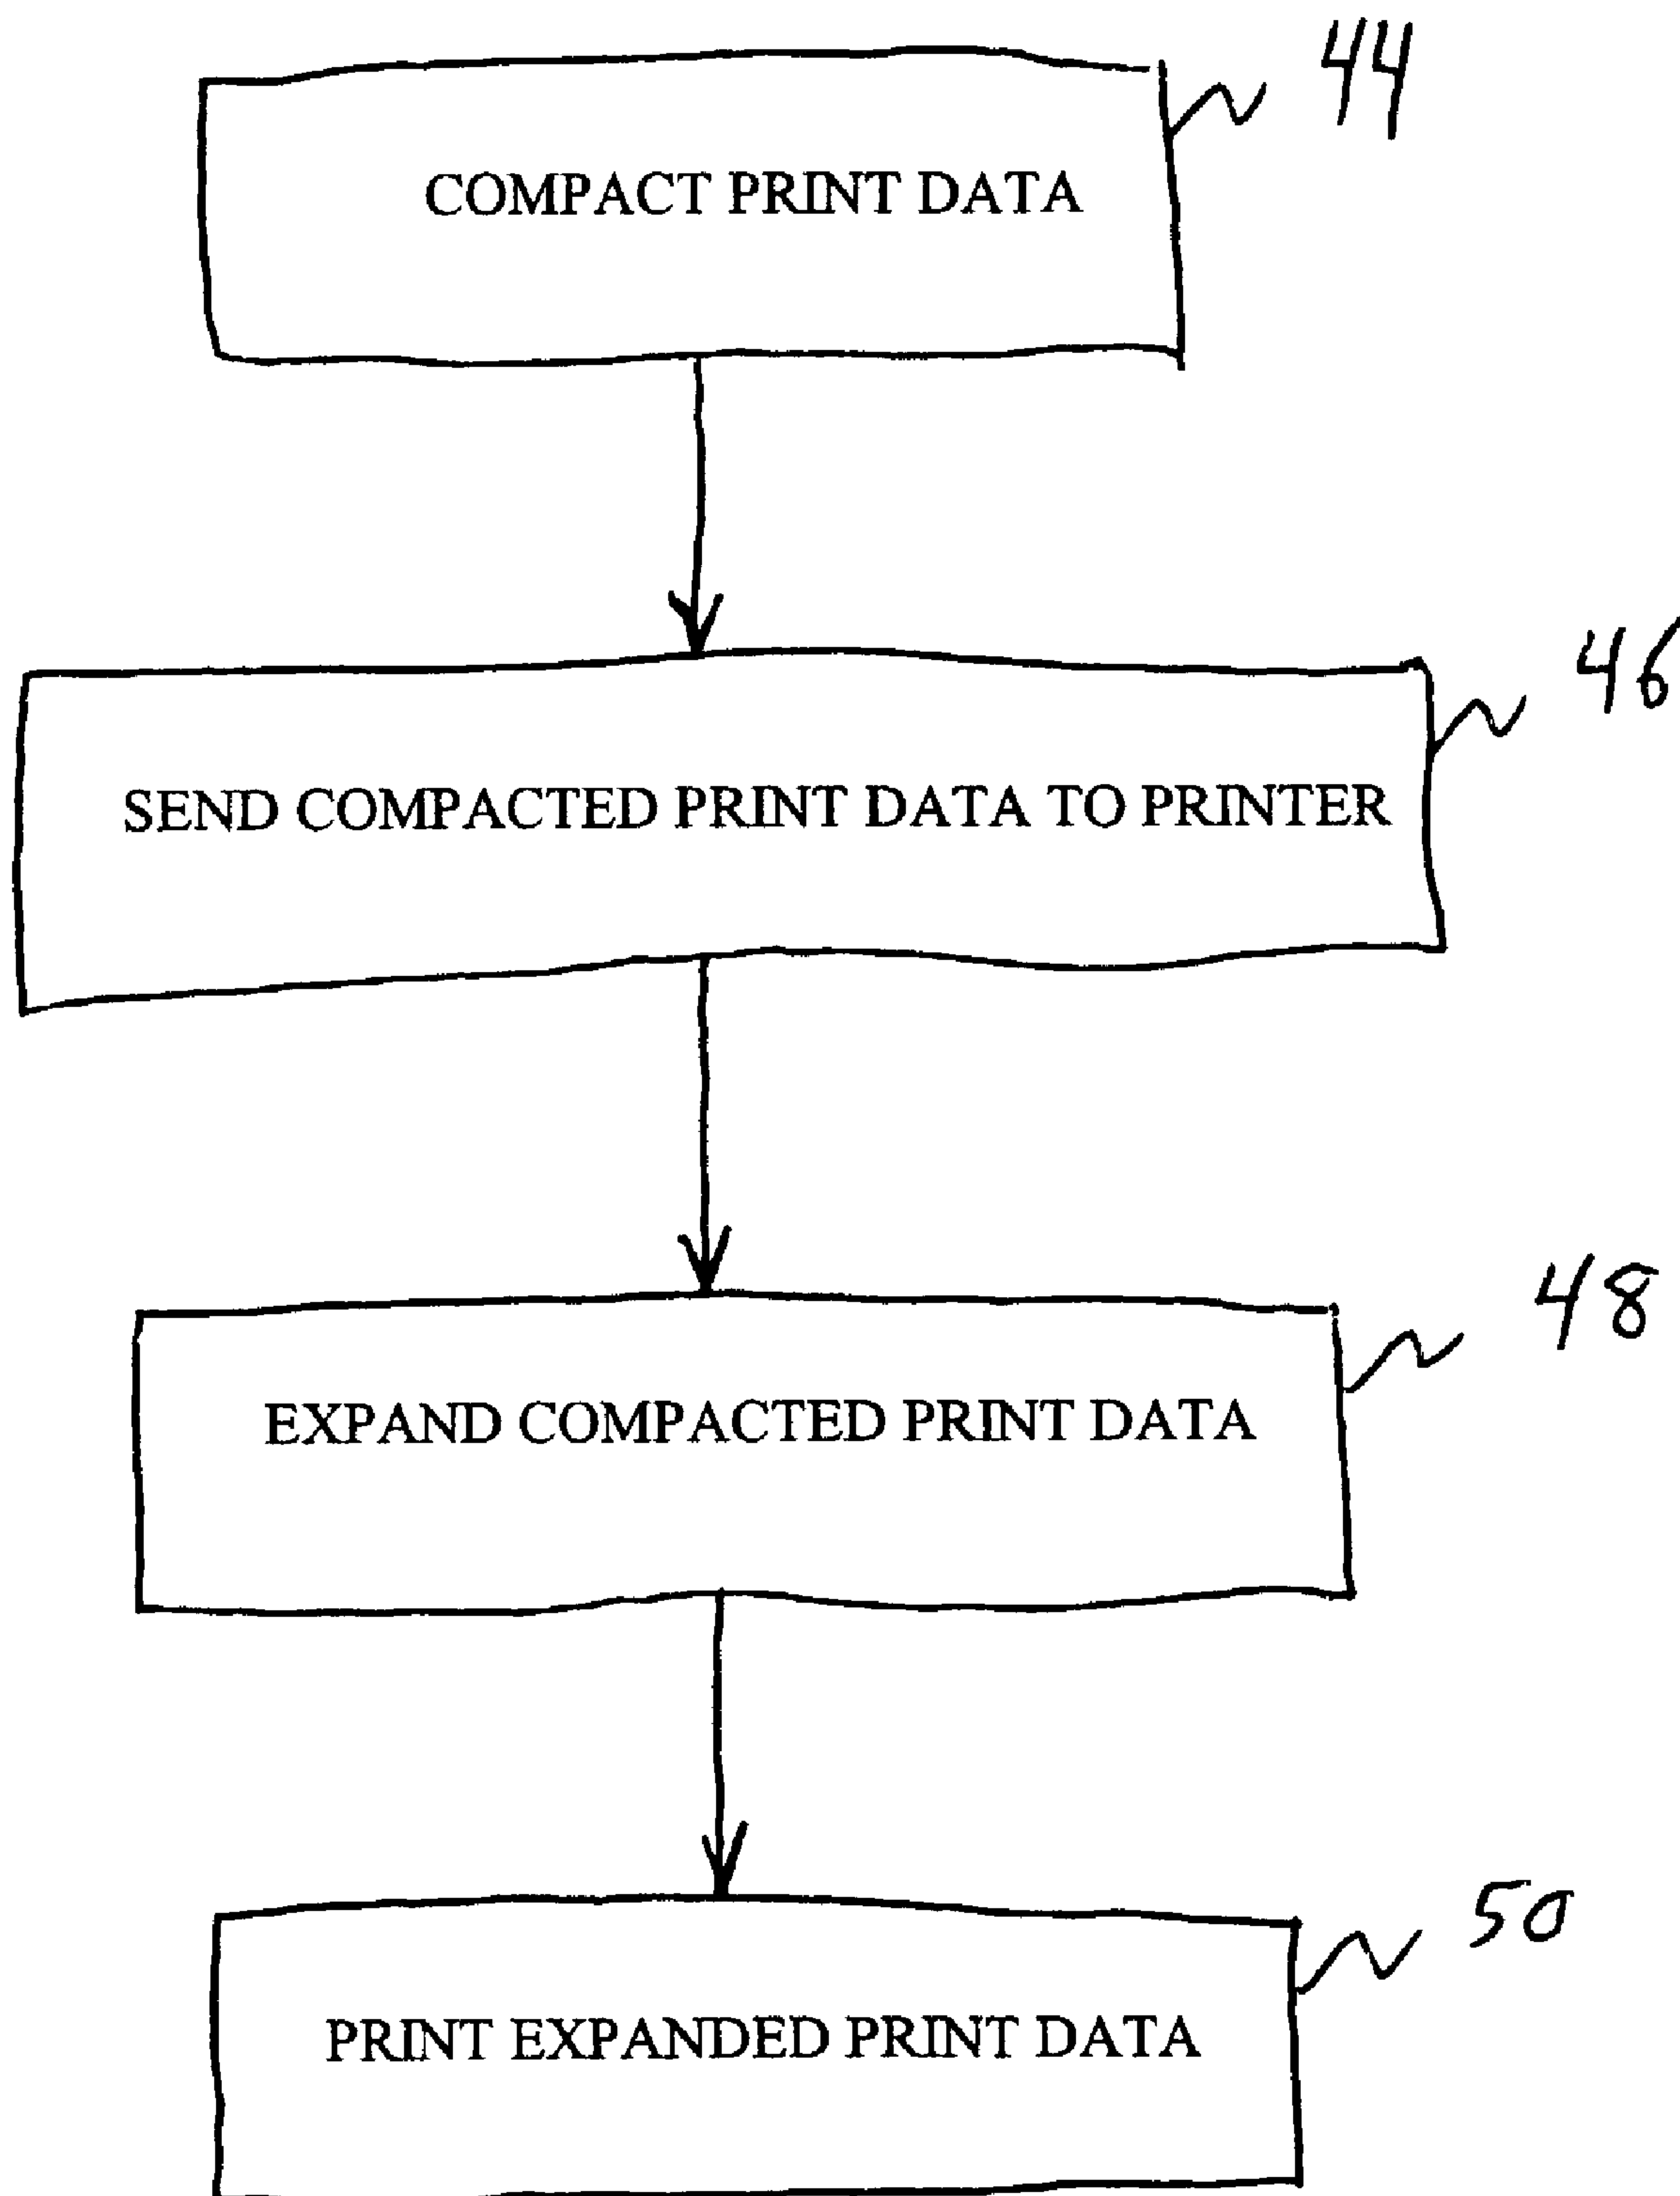 44
COMPACT PRINT DATA
46
SEND COMPACTED PRINT DATA TO PRINTER
48
EXPAND COMPACTED PRINT DATA
50
PRINT EXPANDED PRINT DATA